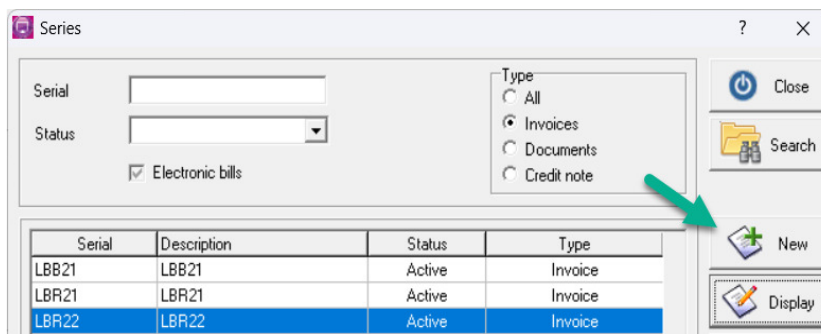 Series
? X
Serial
Status
Electronic bills
Type
All
Invoices
Documents
Credit note
Close
Search
New
Display
Serial Description Status Type
LBB21 LBB21 Active Invoice
LBR21 LBR21 Active Invoice
LBR22 LBR22 Active Invoice